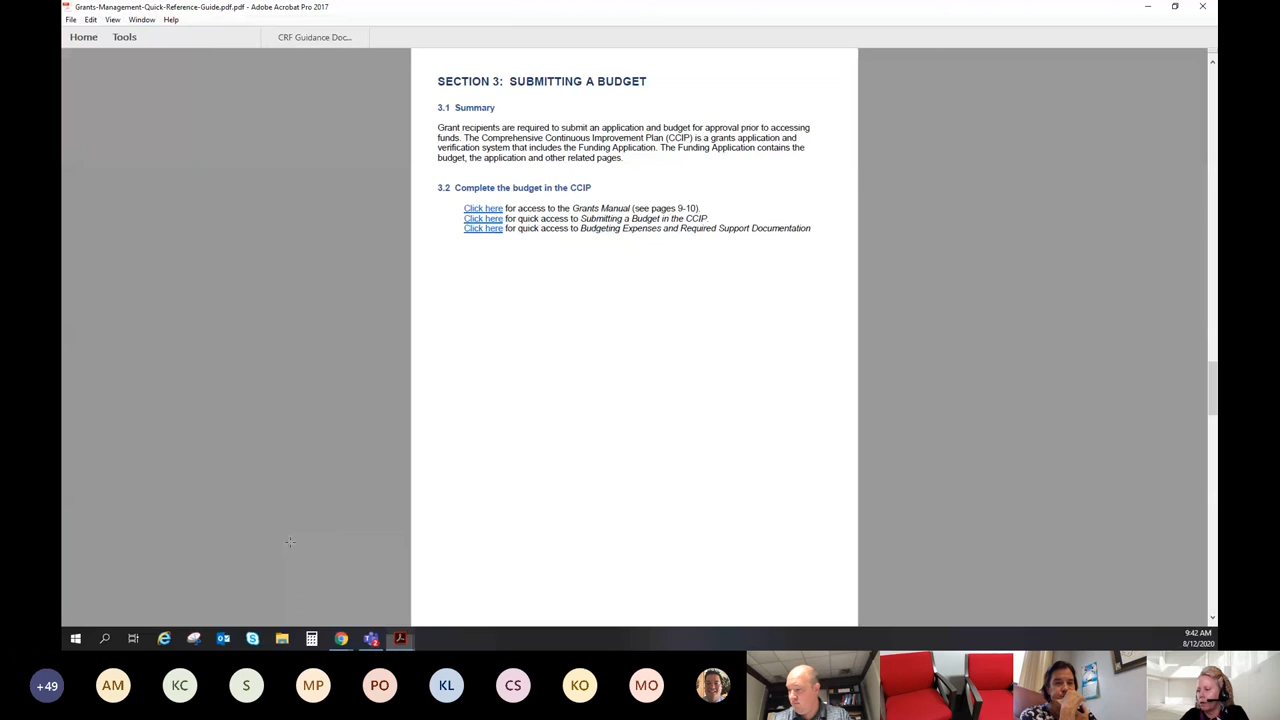 Grants-Management-Quick-Reference-Guide.pdf.pdf - Adobe Acrobat Pro 2017
File Edit View Window Help
Home Tools CRF Guidance Doc...
SECTION 3: SUBMITTING A BUDGET
3.1 Summary
Grant recipients are required to submit an application and budget for approval prior to accessing
funds. The Comprehensive Continuous Improvement Plan (CCIP) is a grants application and
verification system that includes the Funding Application. The Funding Application contains the
budget, the application and other related pages.
3.2 Complete the budget in the CCIP
Click here for access to the Grants Manual (see pages 9-10).
Click here for quick access to Submitting a Budget in the CCIP.
Click here for quick access to Budgeting Expenses and Required Support Documentation
9:42 AM
8/12/2020
+49 AM KC S MP PO KL CS KO MO